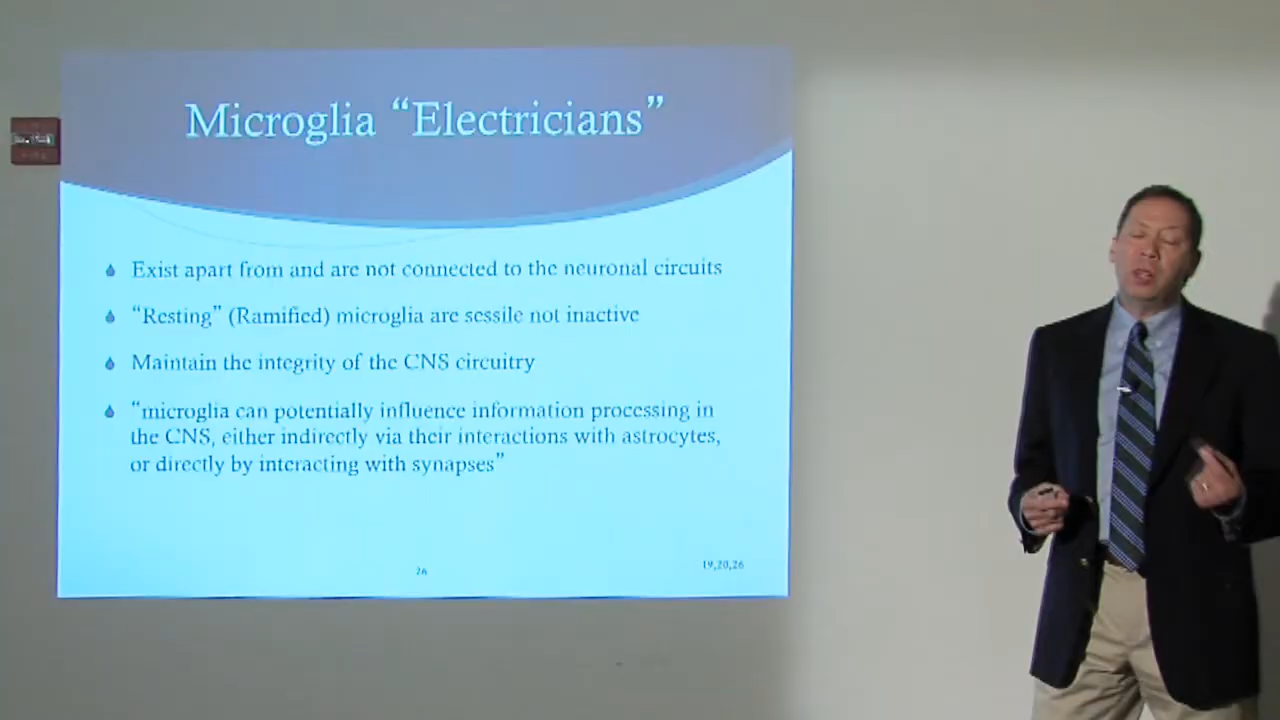 Microglia “Electricians”
Exist apart from and are not connected to the neuronal circuits
“Resting” (Ramified) microglia are sessile not inactive
Maintain the integrity of the CNS circuitry
“microglia can potentially influence information processing in
the CNS, either indirectly via their interactions with astrocytes,
or directly by interacting with synapses”
26
19,20,26